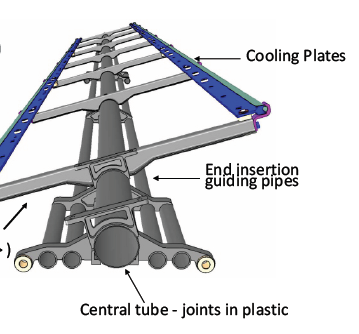 )
Cooling Plates
End insertion
guiding pipes
)
Central tube - joints in plastic